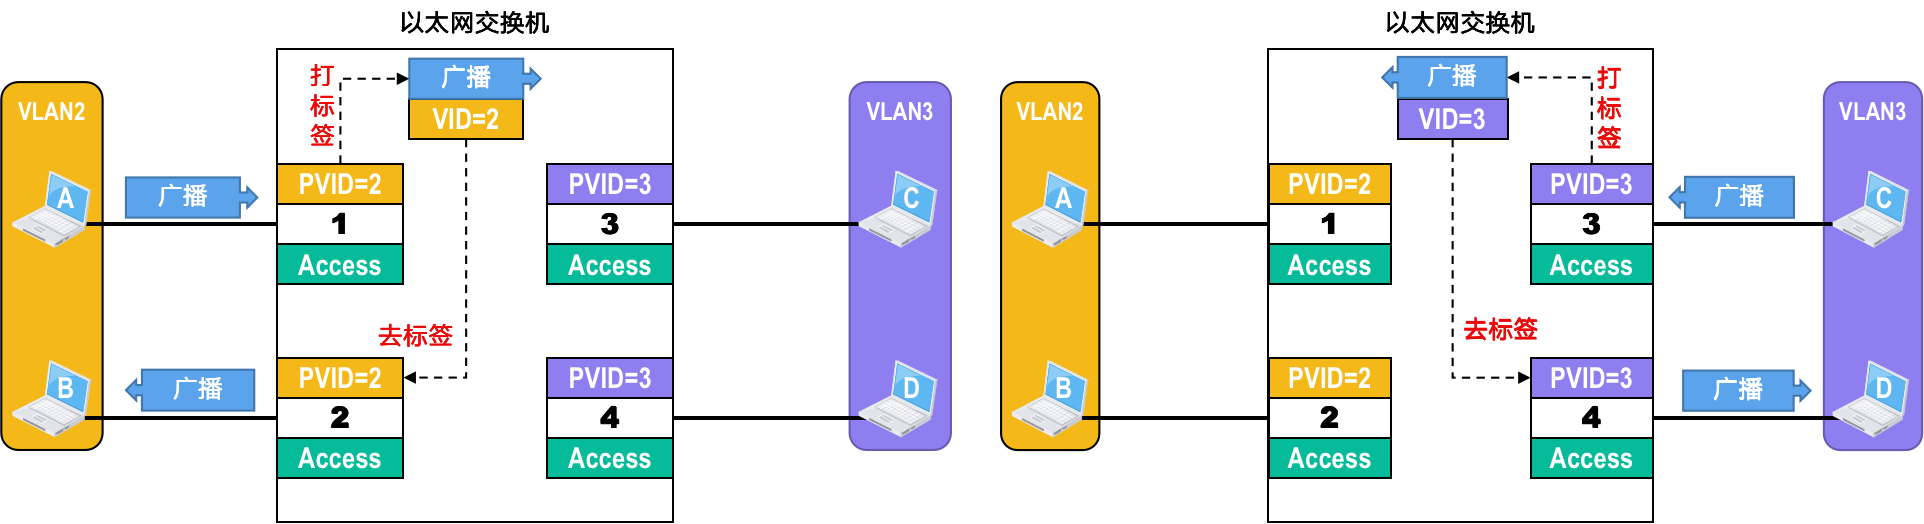 以太网交换机
VLAN2
A
B
广播
广播
打
标
签
广播
VID=2
PVID=2
1
Access
去标签
PVID=2
2
Access
PVID=3
3
Access
PVID=3
4
Access
VLAN3
C
D
以太网交换机
VLAN2
A
B
广播
VID=3
打
标
签
PVID=2
1
Access
PVID=2
2
Access
PVID=3
3
Access
去标签
PVID=3
4
Access
广播
广播
VLAN3
C
D